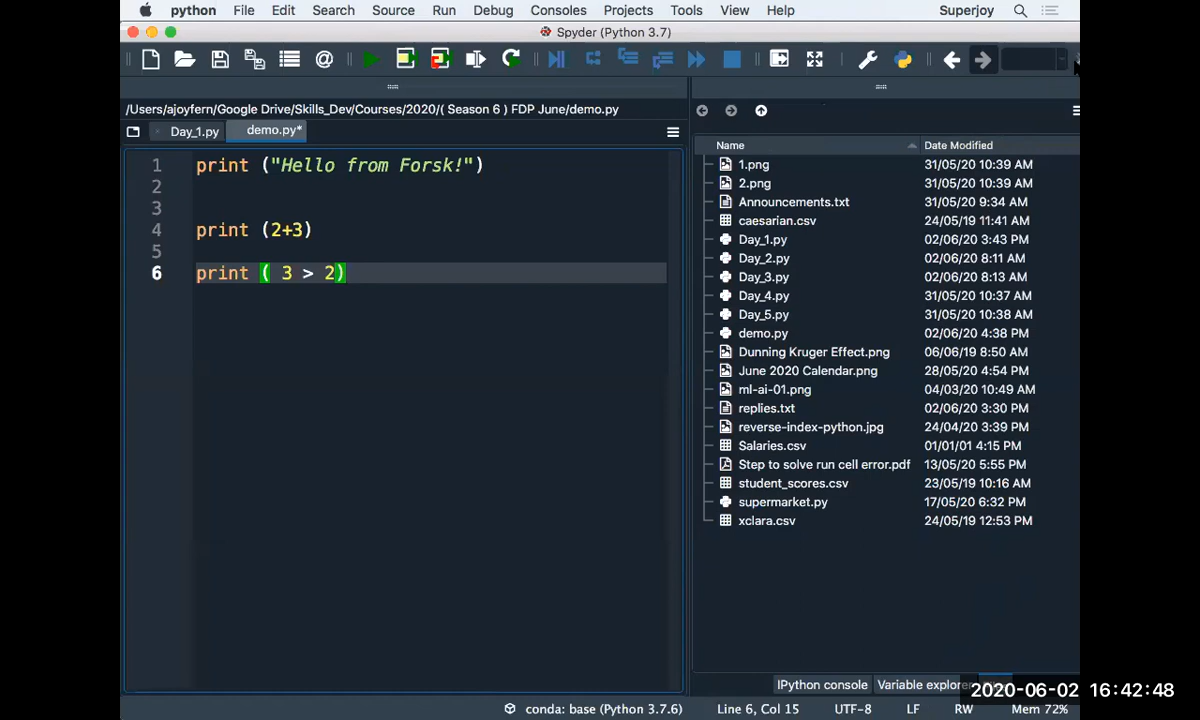 python File Edit Search Source Run Debug Consoles Projects Tools View Help Superjoy
Spyder (Python 3.7)
/Users/ajoyfern/Google Drive/Skills_Dev/Courses/2020/( Season 6 ) FDP June/demo.py
Day_1.py demo.py*
1 print ("Hello from Forsk!")
2
3
4 print (2+3)
5
6 print ( 3 > 2)
Name Date Modified
1.png 31/05/20 10:39 AM
2.png 31/05/20 10:39 AM
Announcements.txt 31/05/20 9:34 AM
caesarian.csv 24/05/19 11:41 AM
Day_1.py 02/06/20 3:43 PM
Day_2.py 02/06/20 8:11 AM
Day_3.py 02/06/20 8:13 AM
Day_4.py 31/05/20 10:37 AM
Day_5.py 31/05/20 10:38 AM
demo.py 02/06/20 4:38 PM
Dunning Kruger Effect.png 06/06/19 8:50 AM
June 2020 Calendar.png 28/05/20 4:54 PM
ml-ai-01.png 04/03/20 10:49 AM
replies.txt 02/06/20 3:30 PM
reverse-index-python.jpg 24/04/20 3:39 PM
Salaries.csv 01/01/01 4:15 PM
Step to solve run cell error.pdf 13/05/20 5:55 PM
student_scores.csv 23/05/19 10:16 AM
supermarket.py 17/05/20 6:32 PM
xclara.csv 24/05/19 12:53 PM
IPython console Variable explorer
2020-06-02 16:42:48
conda: base (Python 3.7.6) Line 6, Col 15 UTF-8 LF RW Mem 72%